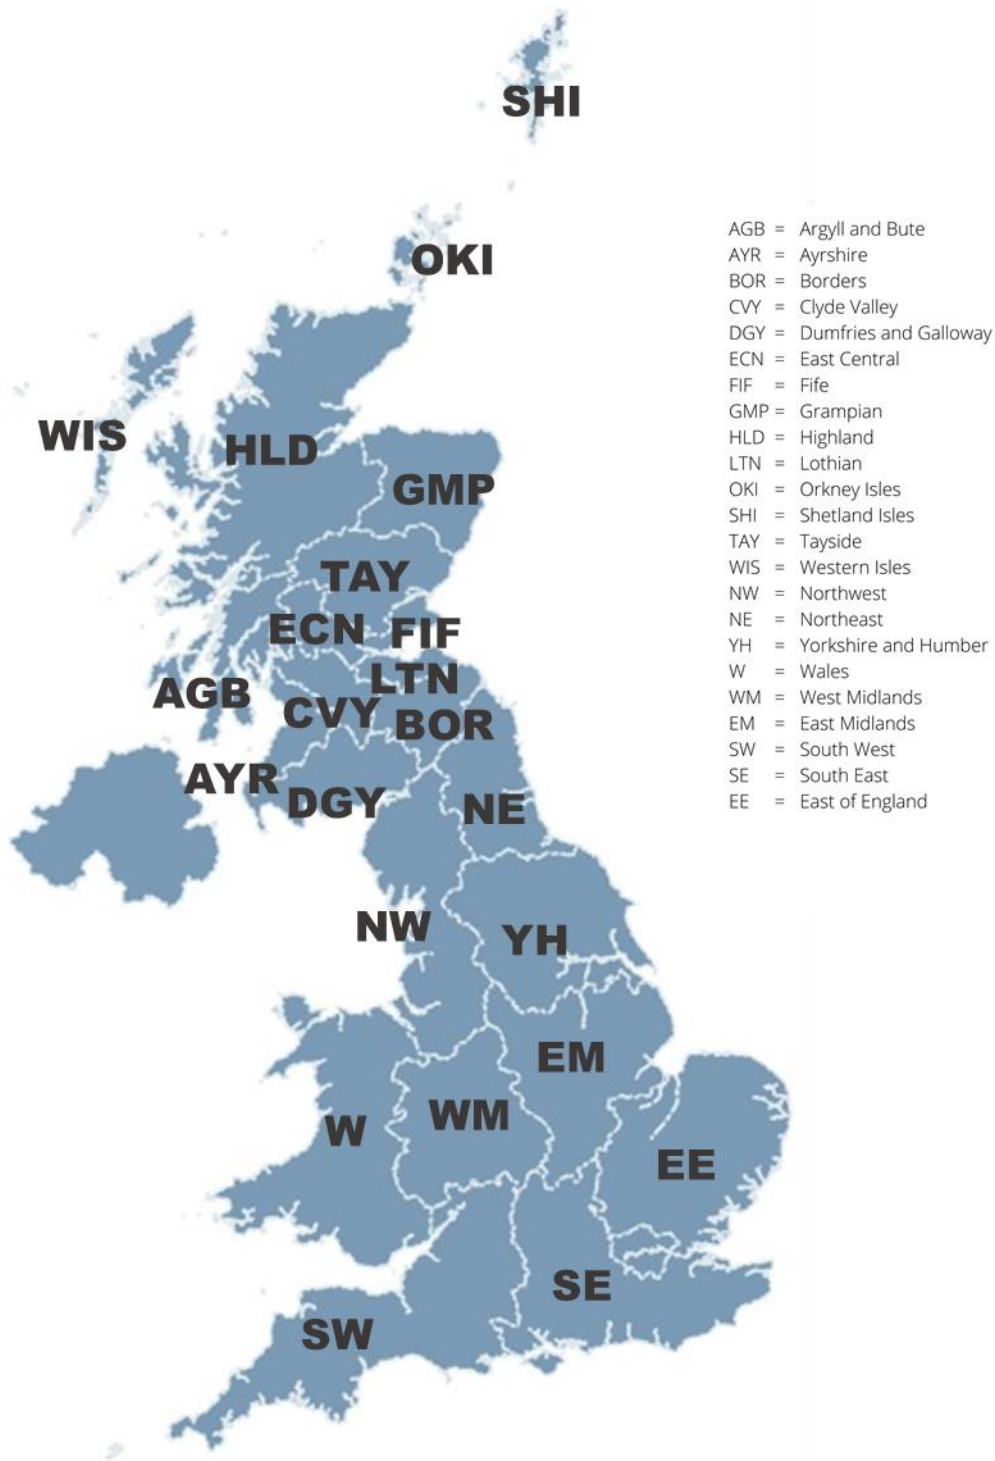 SHI
OKI
WIS
HLD
GMP
TAY
ECN
FIF
LTN
AGB
CVY
BOR
AYR
DGY
NE
NW
YH
EM
WM
W
EE
SE
SW
AGB = Argyll and Bute
AYR = Ayrshire
BOR = Borders
CVY = Clyde Valley
DGY = Dumfries and Galloway
ECN = East Central
FIF = Fife
GMP = Grampian
HLD = Highland
LTN = Lothian
OKI = Orkney Isles
SHI = Shetland Isles
TAY = Tayside
WIS = Western Isles
NW = Northwest
NE = Northeast
YH = Yorkshire and Humber
W = Wales
WM = West Midlands
EM = East Midlands
SW = South West
SE = South East
EE = East of England